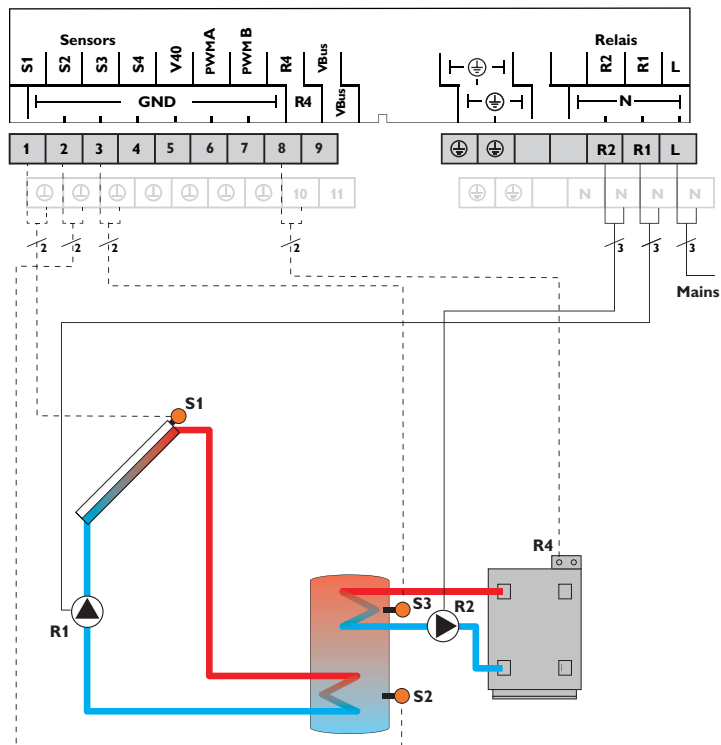 Sensors
Relais
S1 S2 S3 S4 V40 PWM A PWM B R4 VBus
R2 R1 L
GND R4 VBus
N
1 2 3 4 5 6 7 8 9
R2 R1 L
10 11
N N N
2 2 2 2
3 3 3
Mains
S1
R4
S3
R2
R1
S2